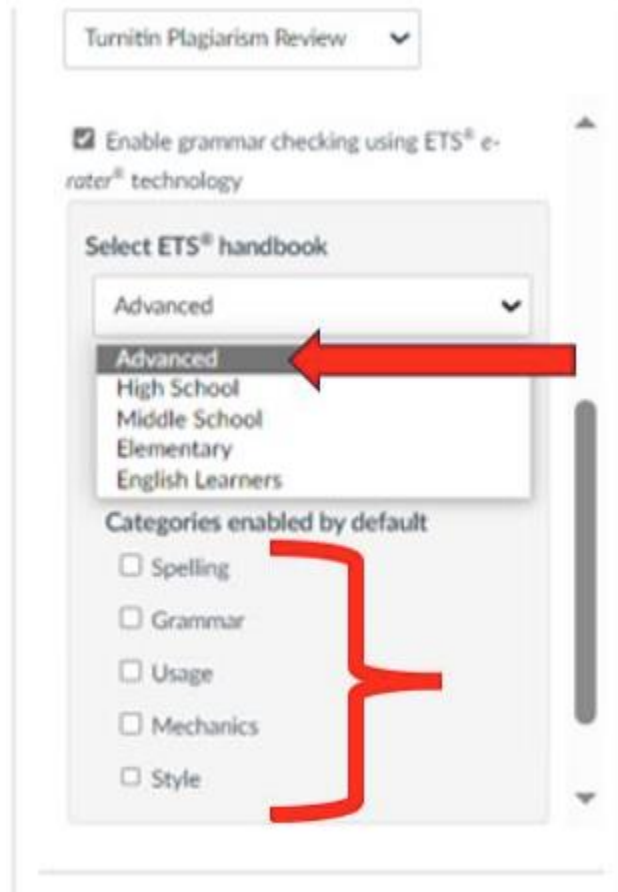 Turnitin Plagiarism Review
Enable grammar checking using ETS® e-
rater® technology
Select ETS® handbook
Advanced
Advanced
High School
Middle School
Elementary
English Learners
Categories enabled by default
Spelling
Grammar
Usage
Mechanics
Style